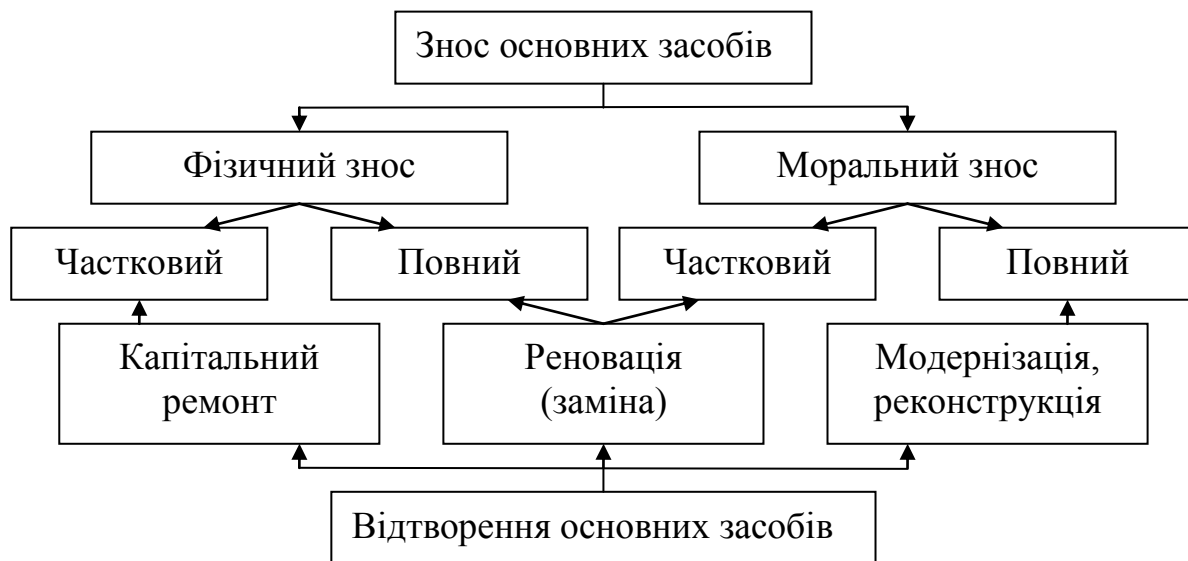 Знос основних засобів
Фізичний знос
Моральний знос
Частковий
Повний
Частковий
Повний
Капітальний
ремонт
Реновація
(заміна)
Модернізація,
реконструкція
Відтворення основних засобів